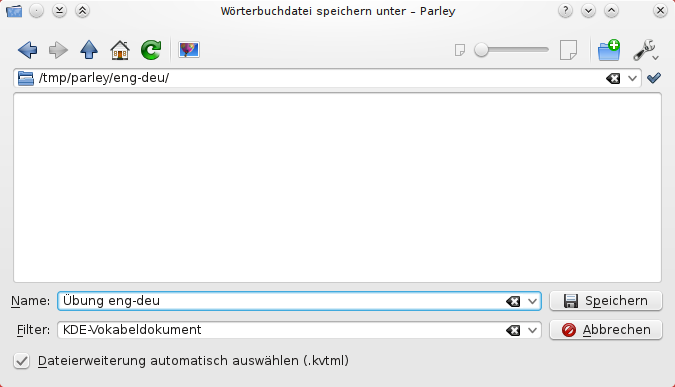 Wörterbuchdatei speichern unter – Parley
/tmp/parley/eng-deu/
Name: Übung eng-deu Speichern
Filter: KDE-Vokabeldokument Abbrechen
Dateierweiterung automatisch auswählen (.kvtml)